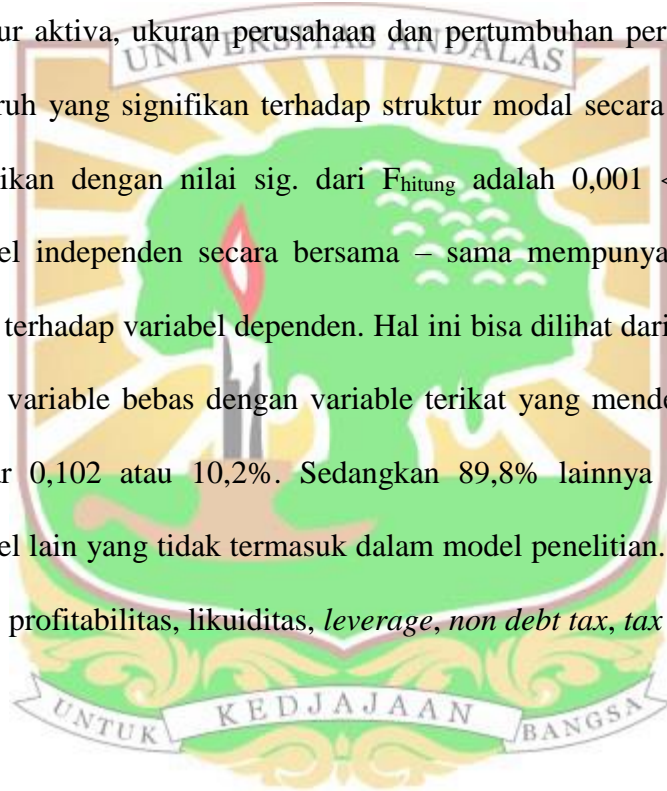 ur aktiva, ukuran perusahaan dan pertumbuhan per
UNIVERSITAS ANDALAS
ruh yang signifikan terhadap struktur modal secara
ikan dengan nilai sig. dari Fhitung adalah 0,001 <
el independen secara bersama – sama mempunya
terhadap variabel dependen. Hal ini bisa dilihat dari
variable bebas dengan variable terikat yang mende
ar 0,102 atau 10,2%. Sedangkan 89,8% lainnya
el lain yang tidak termasuk dalam model penelitian.
profitabilitas, likuiditas, leverage, non debt tax, tax
UNTUK KEDJAJAAN BANGSA